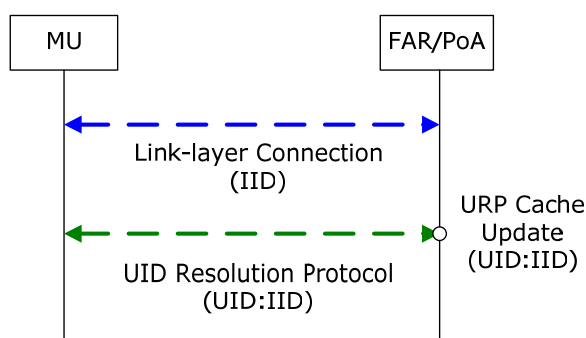 MU
FAR/PoA
Link-layer Connection
(IID)
URP Cache
Update
(UID:IID)
UID Resolution Protocol
(UID:IID)